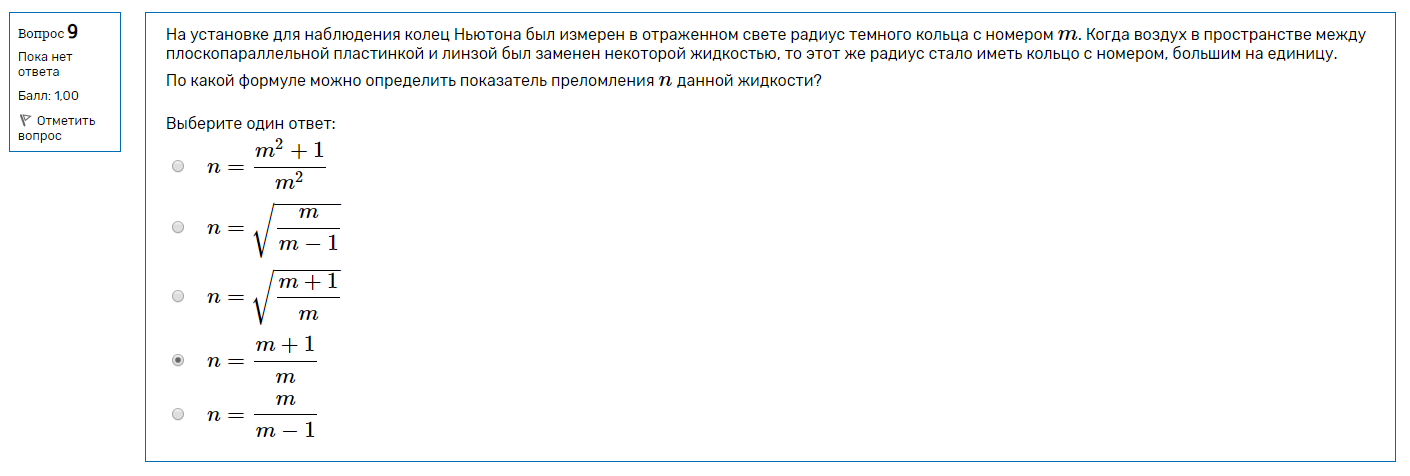 Вопрос 9
Пока нет
ответа
Балл: 1,00
Отметить
вопрос
На установке для наблюдения колец Ньютона был измерен в отраженном свете радиус темного кольца с номером m. Когда воздух в пространстве между
плоскопараллельной пластинкой и линзой был заменен некоторой жидкостью, то этот же радиус стало иметь кольцо с номером, большим на единицу.
По какой формуле можно определить показатель преломления n данной жидкости?
Выберите один ответ:
n = \frac{m^2 + 1}{m^2}
n = \sqrt{\frac{m}{m - 1}}
n = \sqrt{\frac{m + 1}{m}}
n = \frac{m + 1}{m}
n = \frac{m}{m - 1}